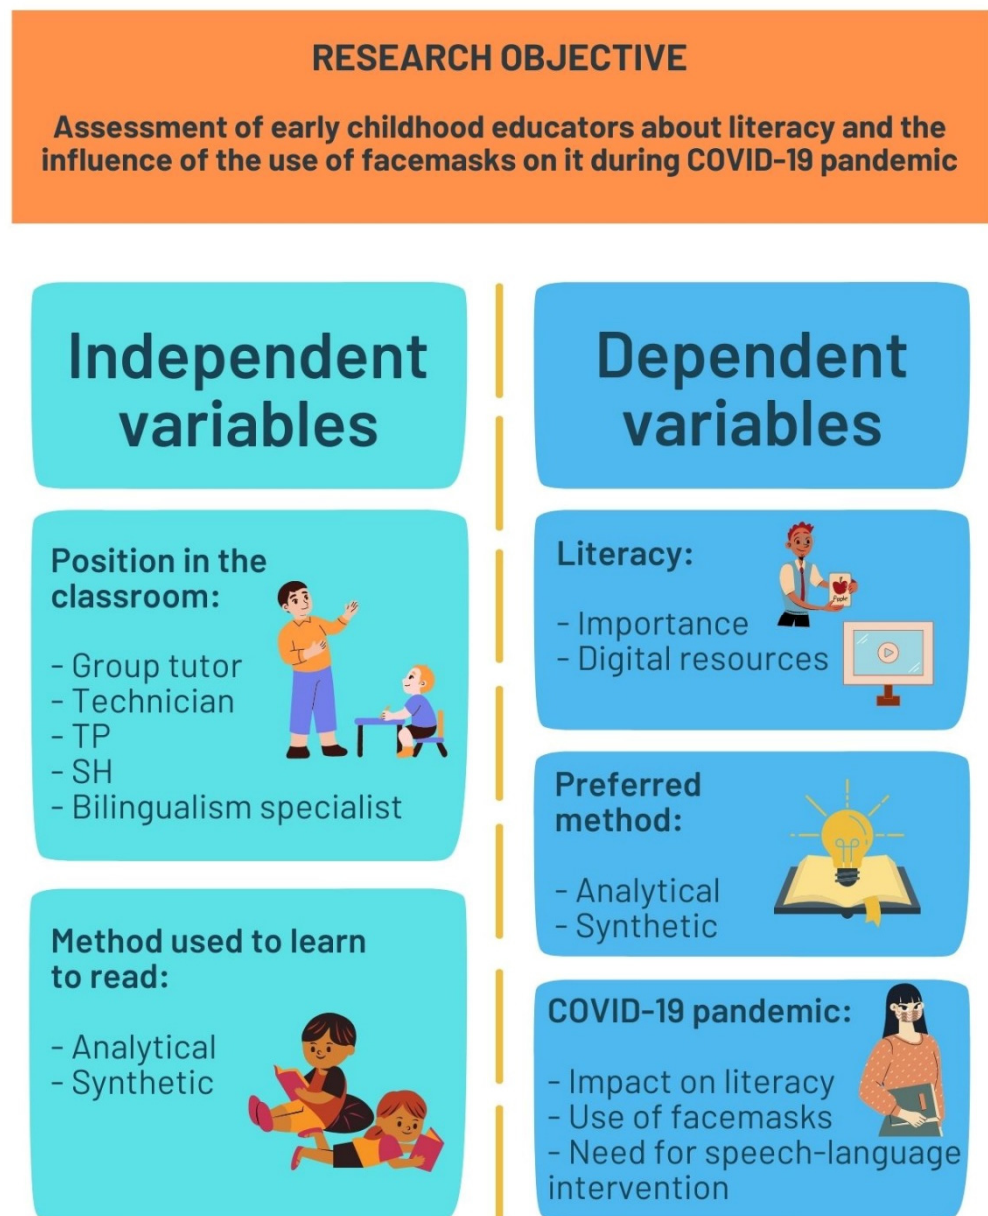 RESEARCH OBJECTIVE
Assessment of early childhood educators about literacy and the
influence of the use of facemasks on it during COVID-19 pandemic
Independent
variables
Position in the
classroom:
- Group tutor
- Technician
- TP
- SH
- Bilingualism specialist
Method used to learn
to read:
- Analytical
- Synthetic
Dependent
variables
Literacy:
- Importance
- Digital resources
Apple
Preferred
method:
- Analytical
- Synthetic
COVID-19 pandemic:
- Impact on literacy
- Use of facemasks
- Need for speech-language
intervention